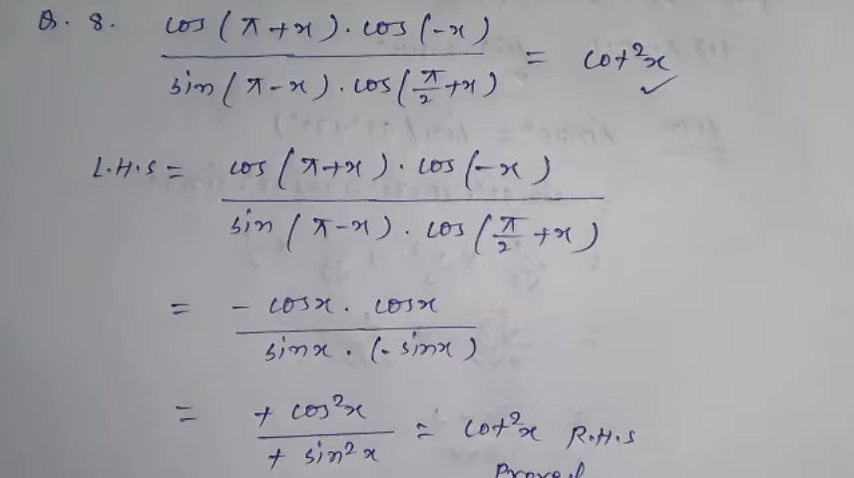 Q. 8. cos(π+x).cos(-x) / sin(π-x).cos(π/2+x) = cot²x ✓
L.H.S = cos(π+x).cos(-x) / sin(π-x).cos(π/2+x)
= - cosx. cosx / sinx.(-sinx)
= + cos²x / + sin²x = cot²x R.H.S
Proved